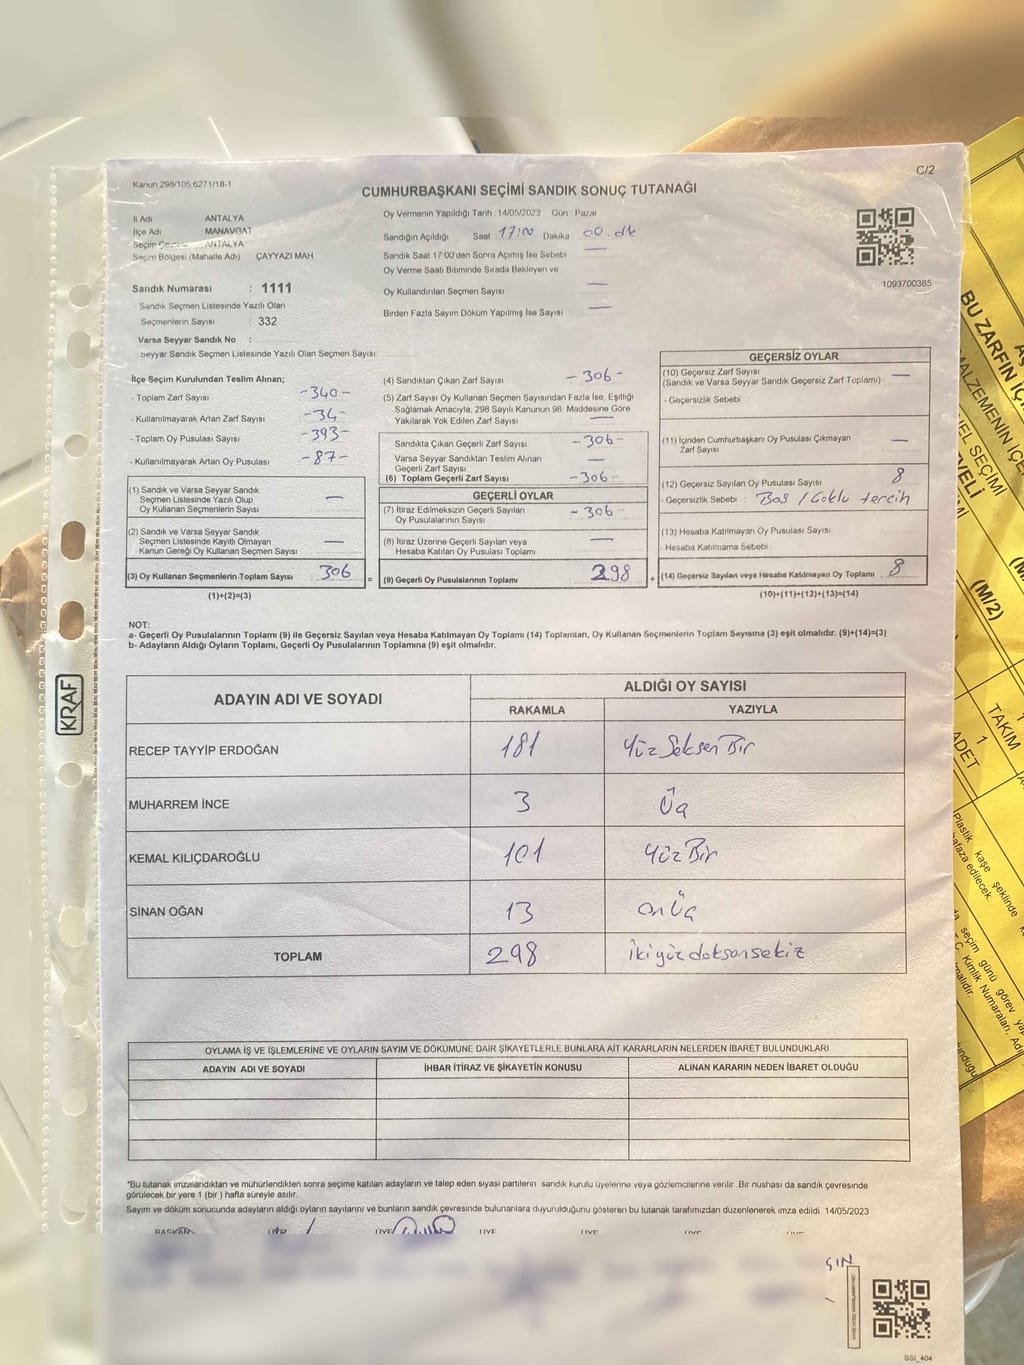 C/2
Kanun 298/105 6271/18-1
CUMHURBAŞKANI SEÇİMİ SANDIK SONUÇ TUTANAĞI
İl Adı ANTALYA
İlçe Adı MANAVGAT
Seçim ANTALYA
Seçim Bölgesi (Mahalle Adı) ÇAYYAZI MAH.
Sandık Numarası : 1111
Sandık Seçmen Listesinde Yazılı Olan
Seçmenlerin Sayısı : 332
Varsa Seyyar Sandık No :
Seyyar Sandık Seçmen Listesinde Yazılı Olan Seçmen Sayısı:
Oy Vermenin Yapıldığı Tarih :14/05/2023 Gün : Pazar
Sandığın Açıldığı Saat 17:00 Dakika 00.dk
Sandık Saat 17:00'den Sonra Açılmış İse Sebebi —
Oy Verme Saati Bitiminde Sırada Bekleyen ve
Oy Kullandırılan Seçmen Sayısı —
Birden Fazla Sayım Döküm Yapılmış İse Sayısı —
1093700385
İlçe Seçim Kurulundan Teslim Alınan;
- Toplam Zarf Sayısı -340-
- Kullanılmayarak Artan Zarf Sayısı -34-
- Toplam Oy Pusulası Sayısı -393-
- Kullanılmayarak Artan Oy Pusulası -87-
(1) Sandık ve Varsa Seyyar Sandık
Seçmen Listesinde Yazılı Olup
Oy Kullanan Seçmenlerin Sayısı —
(2) Sandık ve Varsa Seyyar Sandık
Seçmen Listesinde Kayıtlı Olmayan
Kanun Gereği Oy Kullanan Seçmen Sayısı —
(3) Oy Kullanan Seçmenlerin Toplam Sayısı 306
(1)+(2)=(3)
=
(4) Sandıktan Çıkan Zarf Sayısı -306-
(5) Zarf Sayısı Oy Kullanan Seçmen Sayısından Fazla İse, Eşitliği
Sağlamak Amacıyla, 298 Sayılı Kanunun 98. Maddesine Göre
Yakılarak Yok Edilen Zarf Sayısı —
Sandıkta Çıkan Geçerli Zarf Sayısı -306-
Varsa Seyyar Sandıktan Teslim Alınan
Geçerli Zarf Sayısı —
(6) Toplam Geçerli Zarf Sayısı -306-
GEÇERLİ OYLAR
(7) İtiraz Edilmeksizin Geçerli Sayılan
Oy Pusulalarının Sayısı -306-
(8) İtiraz Üzerine Geçerli Sayılan veya
Hesaba Katılan Oy Pusulası Toplamı —
(9) Geçerli Oy Pusulalarının Toplamı 298
+
GEÇERSİZ OYLAR
(10) Geçersiz Zarf Sayısı —
(Sandık ve Varsa Seyyar Sandık Geçersiz Zarf Toplamı)
- Geçersizlik Sebebi
(11) İçinden Cumhurbaşkanı Oy Pusulası Çıkmayan
Zarf Sayısı —
(12) Geçersiz Sayılan Oy Pusulası Sayısı 8
- Geçersizlik Sebebi : Boş / Çoklu tercih
(13) Hesaba Katılmayan Oy Pusulası Sayısı
- Hesaba Katılmama Sebebi
(14) Geçersiz Sayılan veya Hesaba Katılmayan Oy Toplamı 8
(10)+(11)+(12)+(13)=(14)
NOT:
a- Geçerli Oy Pusulalarının Toplamı (9) ile Geçersiz Sayılan veya Hesaba Katılmayan Oy Toplamı (14) Toplamları, Oy Kullanan Seçmenlerin Toplam Sayısına (3) eşit olmalıdır. (9)+(14)=(3)
b- Adayların Aldığı Oyların Toplamı, Geçerli Oy Pusulalarının Toplamına (9) eşit olmalıdır.
ADAYIN ADI VE SOYADI
ALDIĞI OY SAYISI
RAKAMLA YAZIYLA
RECEP TAYYİP ERDOĞAN 181 Yüz Seksen Bir
MUHARREM İNCE 3 Üç
KEMAL KILIÇDAROĞLU 101 Yüz Bir
SİNAN OĞAN 13 On Üç
TOPLAM 298 İkiyüz doksansekiz
OYLAMA İŞ VE İŞLEMLERİNE VE OYLARIN SAYIM VE DÖKÜMÜNE DAİR ŞİKAYETLERLE BUNLARA AİT KARARLARIN NELERDEN İBARET BULUNDUKLARI
ADAYIN ADI VE SOYADI İHBAR İTİRAZ VE ŞİKAYETİN KONUSU ALINAN KARARIN NEDEN İBARET OLDUĞU
*Bu tutanak imzalandıktan ve mühürlendikten sonra seçime katılan adayların ve talep eden siyasi partilerin sandık kurulu üyelerine veya gözlemcilerine verilir. Bir nüshası da sandık çevresinde
görülecek bir yere 1 (bir ) hafta süreyle asılır.
Sayım ve döküm sonucunda adayların aldığı oyların sayılarını ve bunların sandık çevresinde bulunanlara duyurulduğunu gösteren bu tutanak tarafımızdan düzenlenerek imza edildi. 14/05/2023
BAŞKAN ÜYE ÜYE ÜYE ÜYE ÜYE ÜYE
SSI_404
KRAF
BU ZARFIN İÇİ
MALZEMENİN
SEÇİMİ
(M/2)
TAKIM
1
ADET
Plastik kaşe şeklinde
seçim günü görev
T.C. Kimlik Numaraları, Adı